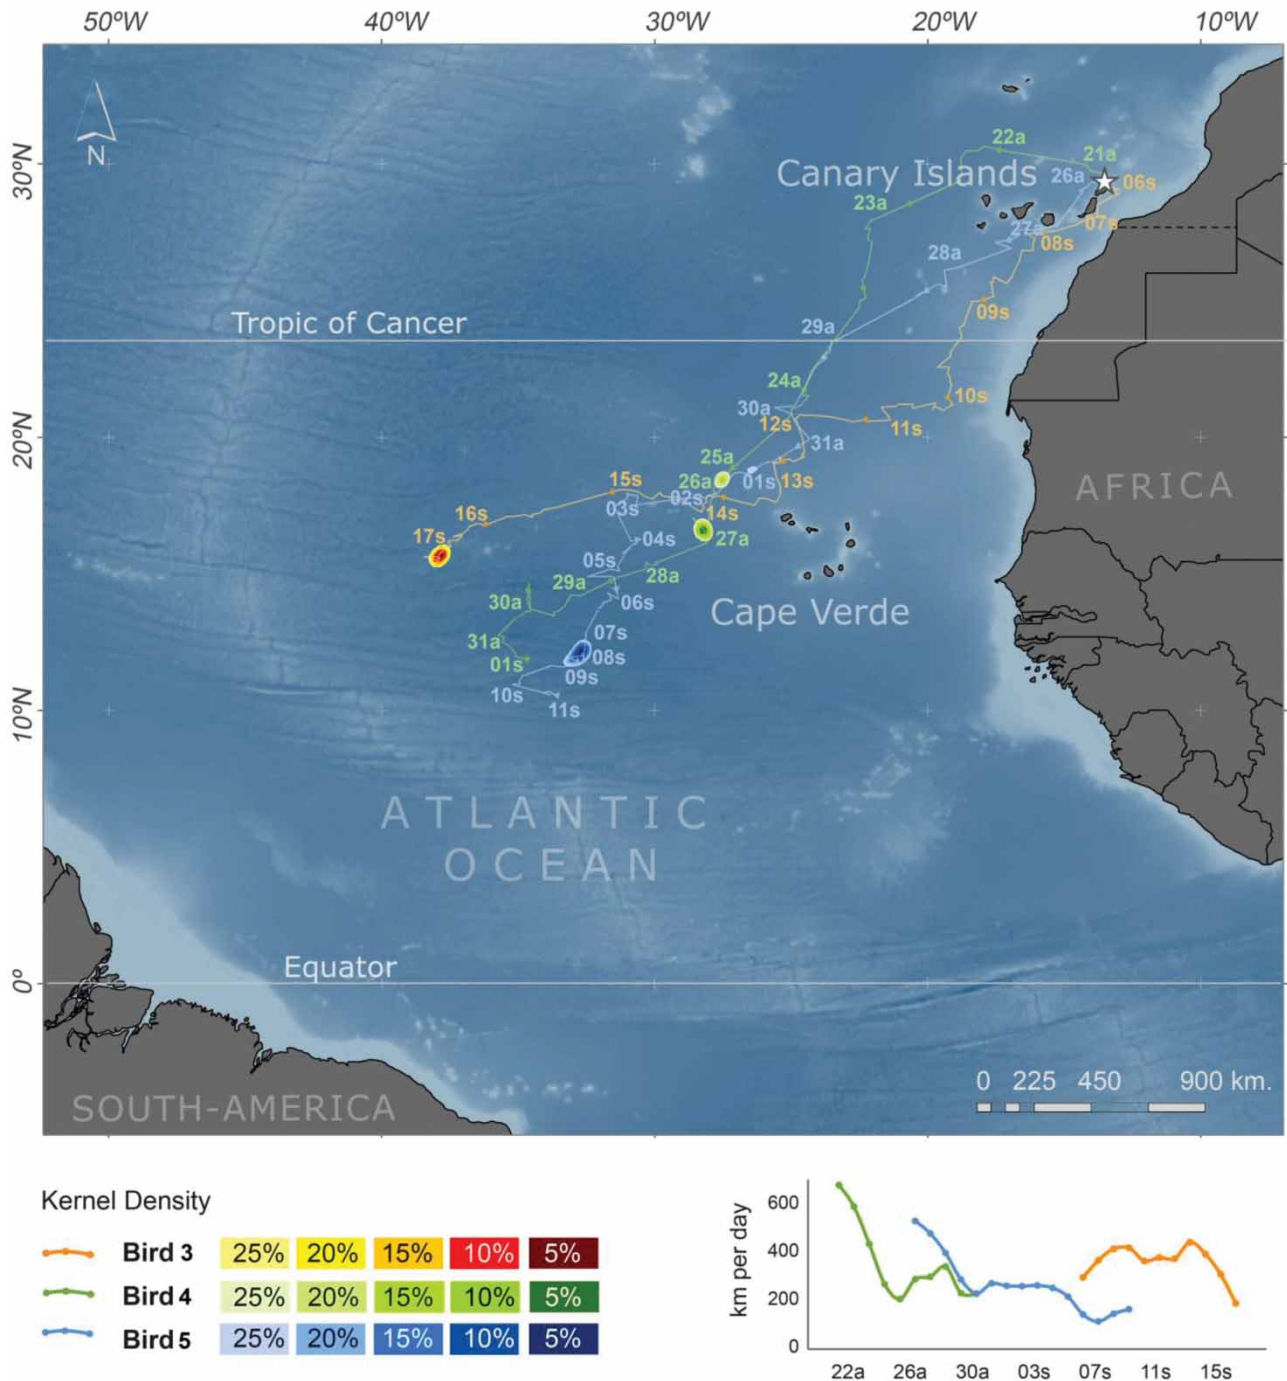 50ºW 40ºW 30ºW 20ºW 10ºW
N
30ºN
20ºN
10ºN
0º
22a
21a
Canary Islands
26a
06s
23a
07s
27a
08s
28a
09s
Tropic of Cancer
29a
24a
10s
30a
12s
11s
31a
25a
26a
01s
13s
15s
02s
03s
14s
16s
17s
04s
27a
05s
28a
29a
06s
30a
Cape Verde
07s
31a
08s
01s
09s
10s
11s
AFRICA
ATLANTIC
OCEAN
Equator
SOUTH-AMERICA
0 225 450 900 km.
Kernel Density
Bird 3 25% 20% 15% 10% 5%
Bird 4 25% 20% 15% 10% 5%
Bird 5 25% 20% 15% 10% 5%
km per day
600
400
200
0
22a 26a 30a 03s 07s 11s 15s